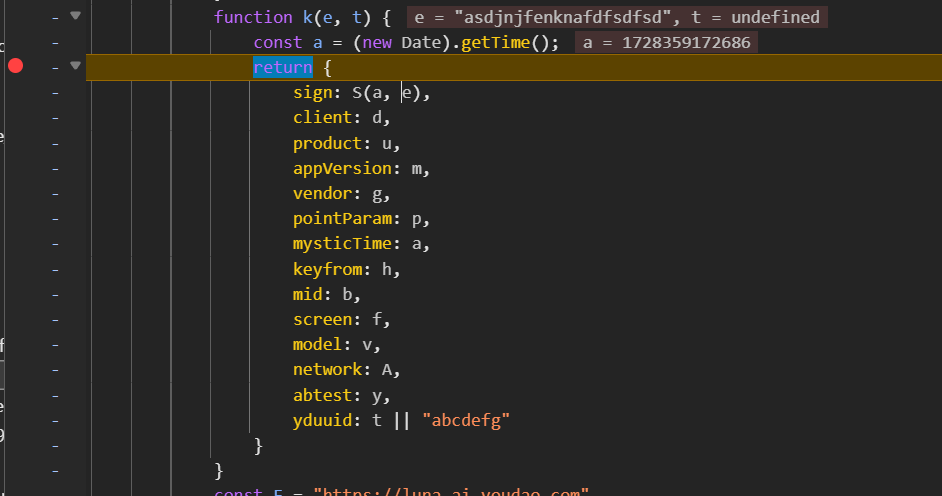 function k(e, t) { e = "asdjnjfenknafdfsdfsd", t = undefined
const a = (new Date).getTime(); a = 1728359172686
return {
sign: S(a, e),
client: d,
product: u,
appVersion: m,
vendor: g,
pointParam: p,
mysticTime: a,
keyfrom: h,
mid: b,
screen: f,
model: v,
network: A,
abtest: y,
yduuid: t || "abcdefg"
}
}
const E = "https://luna-ai.youdao.com"